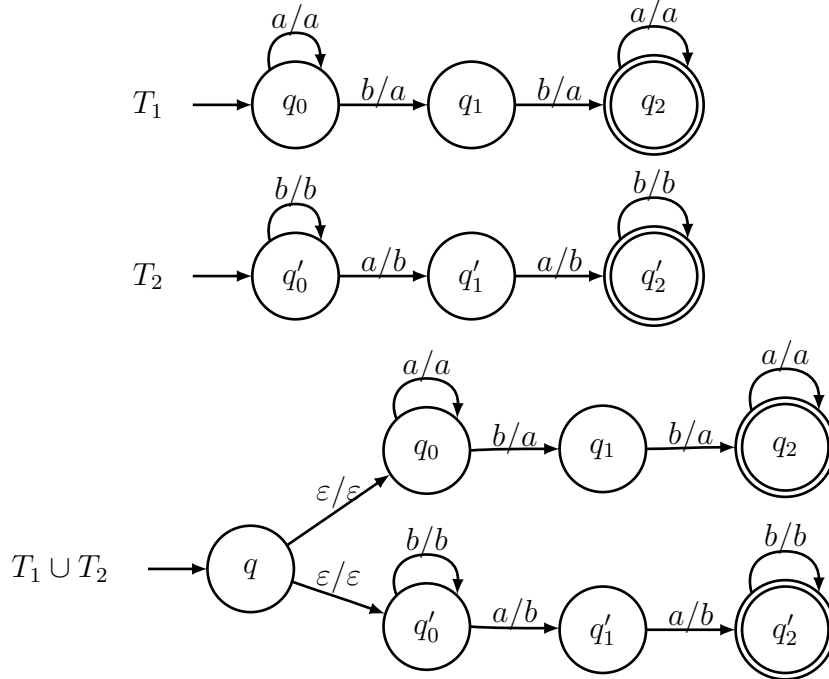 a/a a/a
T₁ q₀ b/a q₁ b/a q₂
b/b b/b
T₂ q′₀ a/b q′₁ a/b q′₂
a/a a/a
q₀ b/a q₁ b/a q₂
ε/ε
T₁ ∪ T₂ q
ε/ε
b/b b/b
q′₀ a/b q′₁ a/b q′₂